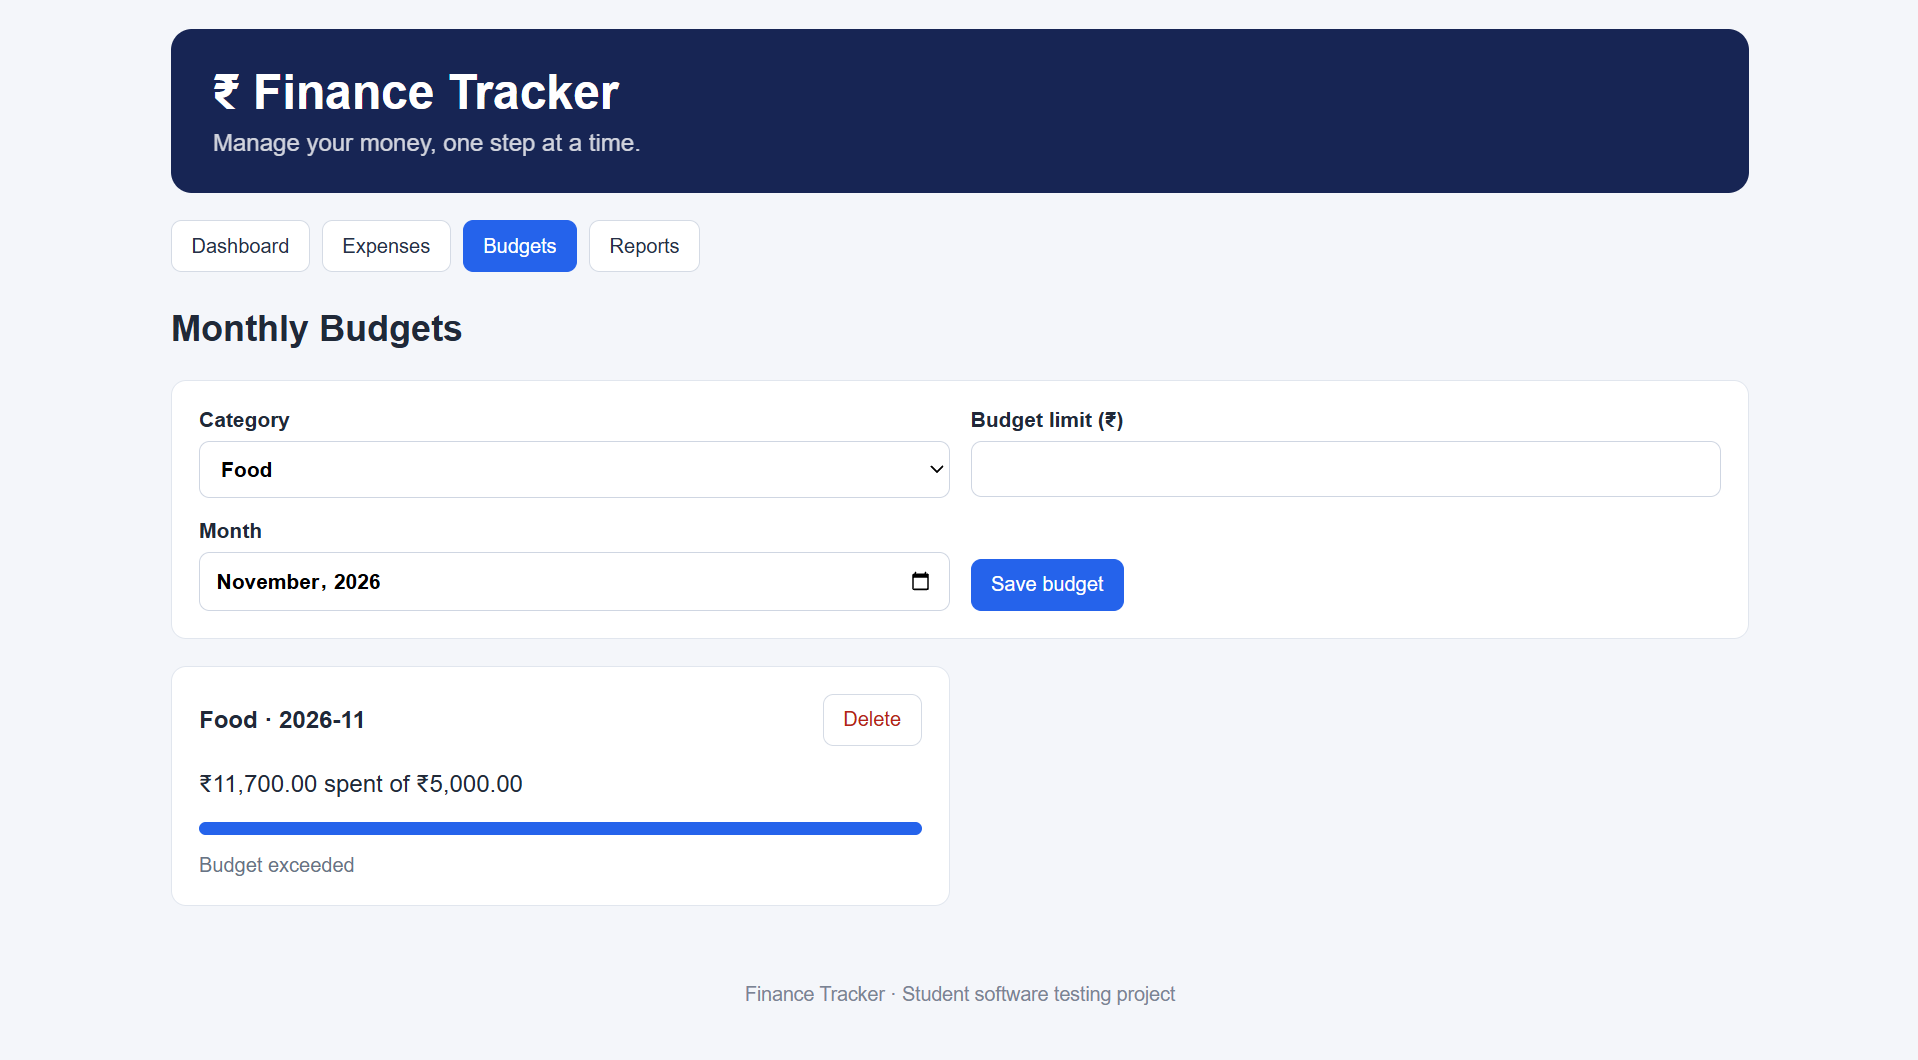 ₹ Finance Tracker
Manage your money, one step at a time.
Dashboard
Expenses
Budgets
Reports
Monthly Budgets
Category
Food
Budget limit (₹)
Month
November, 2026
Save budget
Food · 2026-11
Delete
₹11,700.00 spent of ₹5,000.00
Budget exceeded
Finance Tracker · Student software testing project